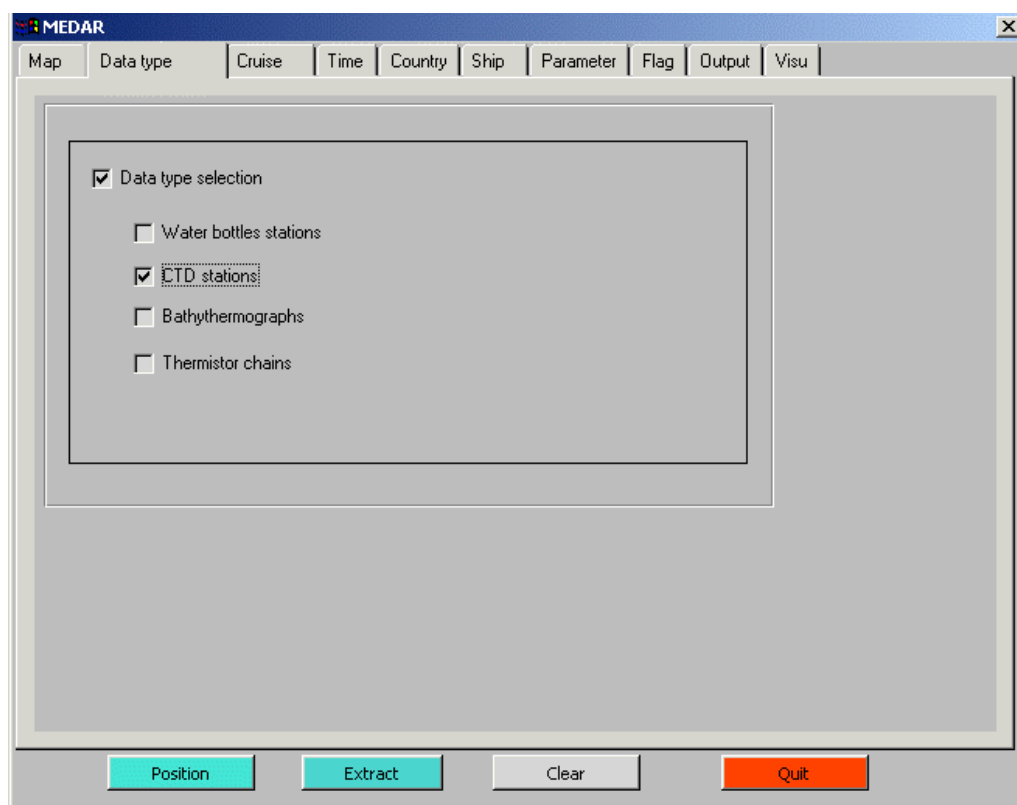 MEDAR
Map Data type Cruise Time Country Ship Parameter Flag Output Visu
Data type selection
Water bottles stations
CTD stations
Bathythermographs
Thermistor chains
Position Extract Clear Quit